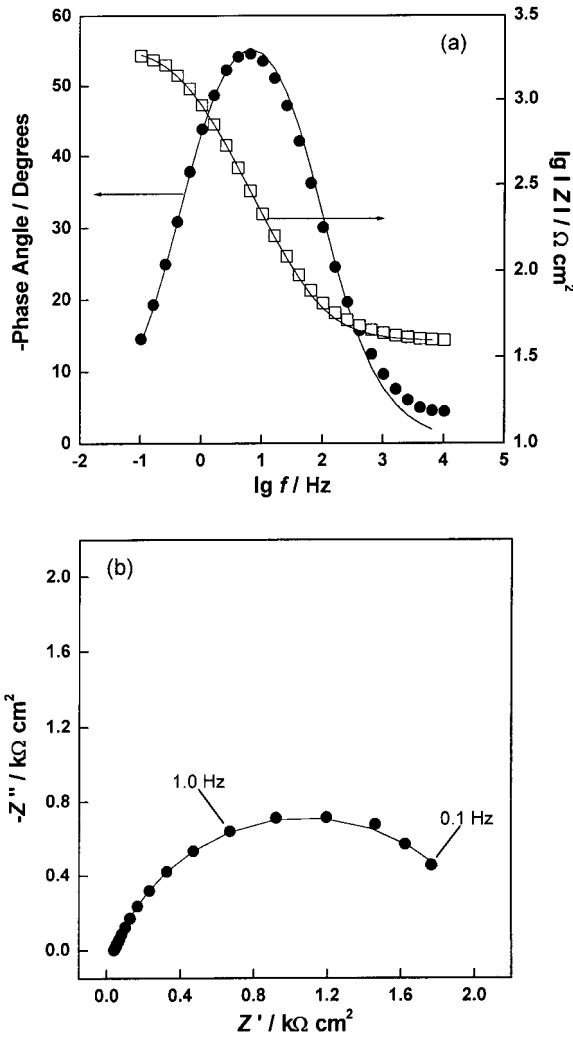 (a)
60
50
40
30
20
10
0
-Phase Angle / Degrees
3.5
3.0
2.5
2.0
1.5
1.0
lg I Z I / Ω cm²
-1 0 1 2 3 4 5
lg f / Hz
(b)
2.0
1.6
1.2
0.8
0.4
0.0
-Z'' / kΩ cm²
1.0 Hz
0.1 Hz
0.0 0.4 0.8 1.2 1.6 2.0
Z' / kΩ cm²